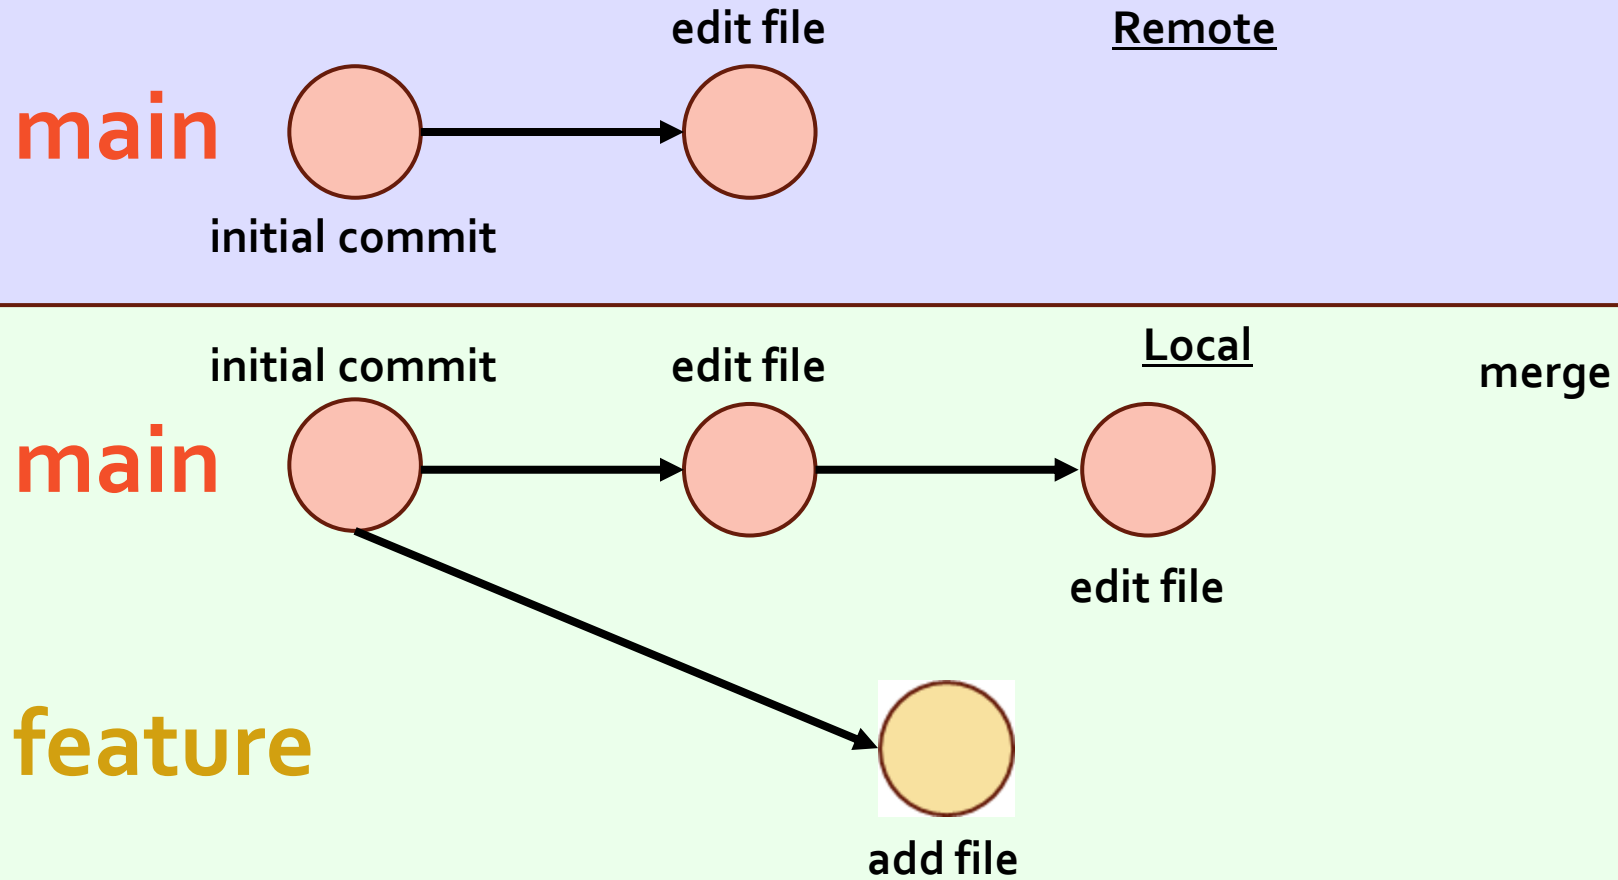 edit file
Remote
main
initial commit
Local
initial commit
edit file
merge
main
edit file
feature
add file